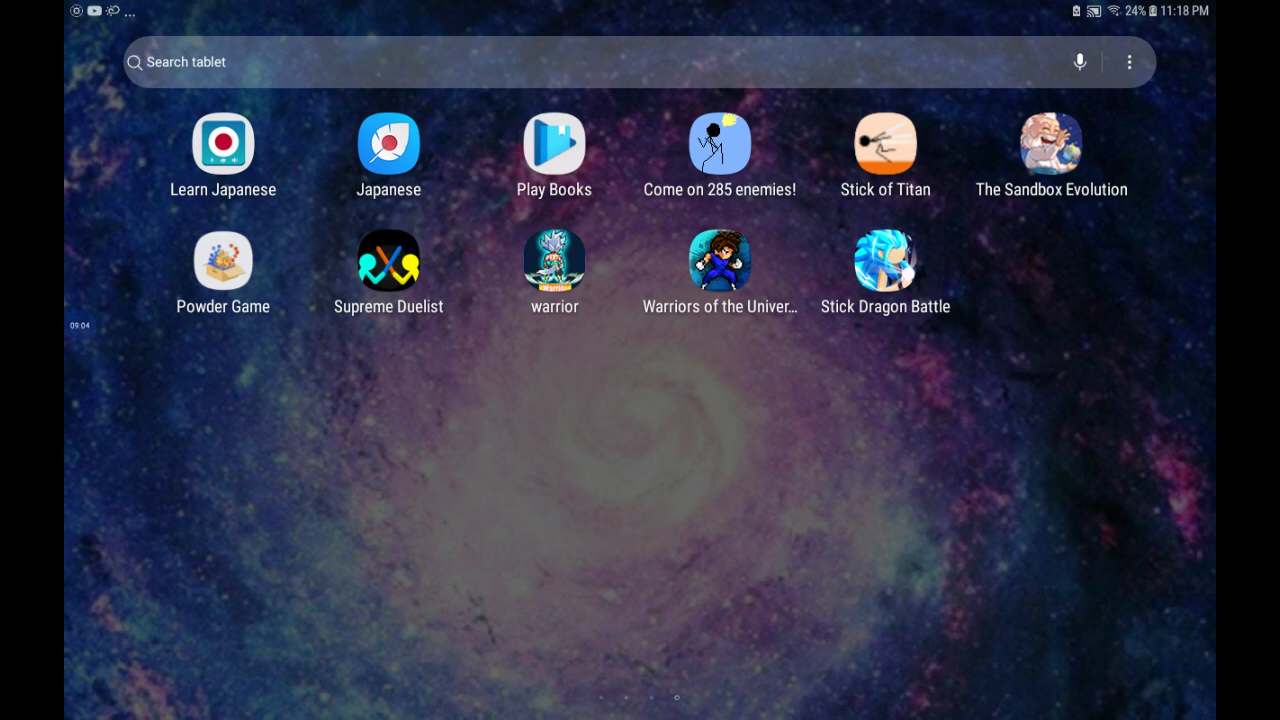 ... 24% 11:18 PM
Search tablet
Learn Japanese Japanese Play Books Come on 285 enemies! Stick of Titan The Sandbox Evolution
Warrior
Powder Game Supreme Duelist warrior Warriors of the Univer... Stick Dragon Battle
09:04